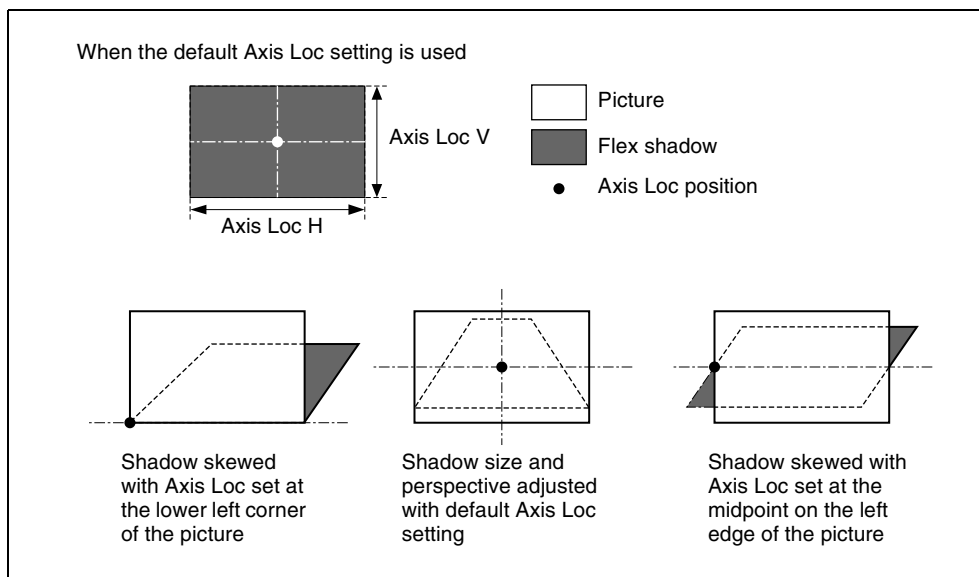 When the default Axis Loc setting is used
Picture
Axis Loc V
Flex shadow
Axis Loc position
Axis Loc H
Shadow skewed
with Axis Loc set at
the lower left corner
of the picture
Shadow size and
perspective adjusted
with default Axis Loc
setting
Shadow skewed with
Axis Loc set at the
midpoint on the left
edge of the picture